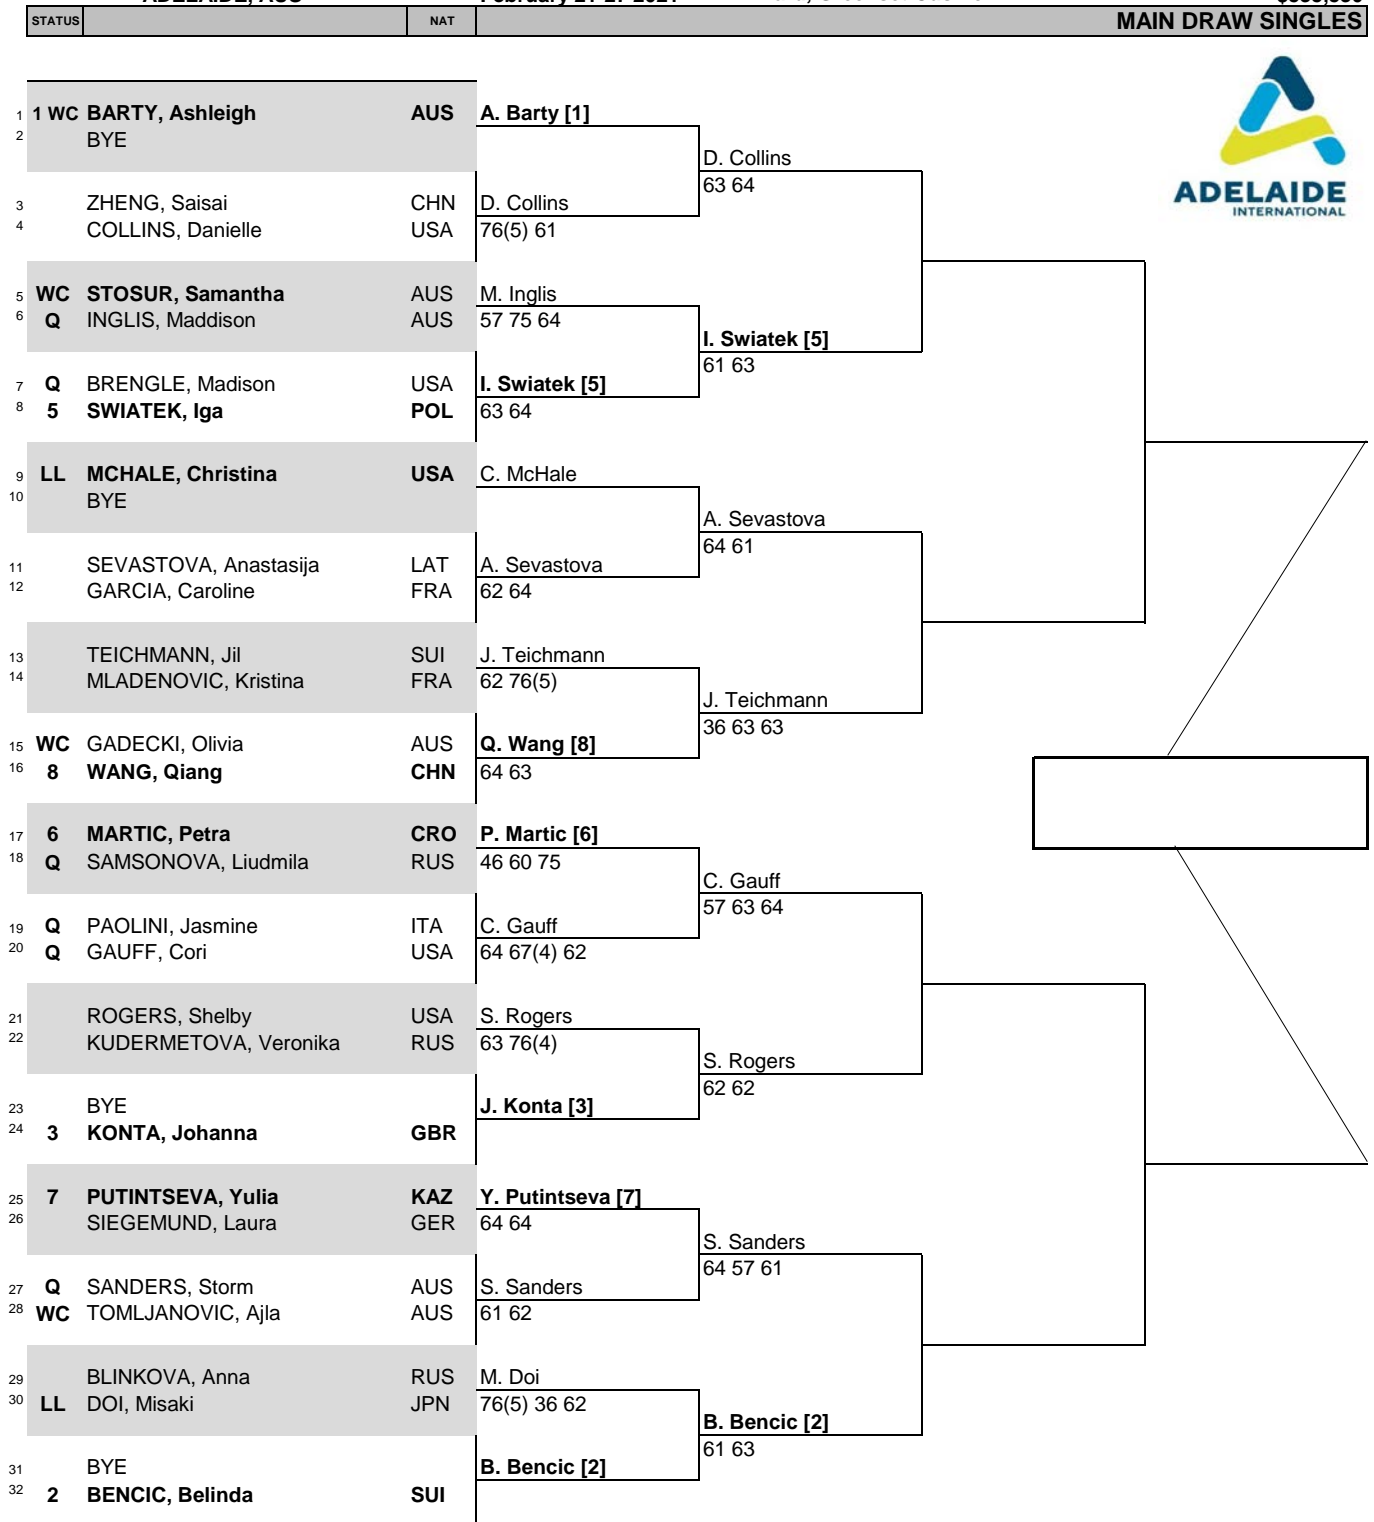 STATUS NAT MAIN DRAW SINGLES
ADELAIDE
INTERNATIONAL
1 1 WC BARTY, Ashleigh AUS A. Barty [1]
2 BYE
D. Collins
63 64
3 ZHENG, Saisai CHN D. Collins
4 COLLINS, Danielle USA 76(5) 61
5 WC STOSUR, Samantha AUS M. Inglis
6 Q INGLIS, Maddison AUS 57 75 64
I. Swiatek [5]
61 63
7 Q BRENGLE, Madison USA I. Swiatek [5]
8 5 SWIATEK, Iga POL 63 64
9 LL MCHALE, Christina USA C. McHale
10 BYE
A. Sevastova
64 61
11 SEVASTOVA, Anastasija LAT A. Sevastova
12 GARCIA, Caroline FRA 62 64
13 TEICHMANN, Jil SUI J. Teichmann
14 MLADENOVIC, Kristina FRA 62 76(5)
J. Teichmann
36 63 63
15 WC GADECKI, Olivia AUS Q. Wang [8]
16 8 WANG, Qiang CHN 64 63
17 6 MARTIC, Petra CRO P. Martic [6]
18 Q SAMSONOVA, Liudmila RUS 46 60 75
C. Gauff
57 63 64
19 Q PAOLINI, Jasmine ITA C. Gauff
20 Q GAUFF, Cori USA 64 67(4) 62
21 ROGERS, Shelby USA S. Rogers
22 KUDERMETOVA, Veronika RUS 63 76(4)
S. Rogers
62 62
23 BYE J. Konta [3]
24 3 KONTA, Johanna GBR
25 7 PUTINTSEVA, Yulia KAZ Y. Putintseva [7]
26 SIEGEMUND, Laura GER 64 64
S. Sanders
64 57 61
27 Q SANDERS, Storm AUS S. Sanders
28 WC TOMLJANOVIC, Ajla AUS 61 62
29 BLINKOVA, Anna RUS M. Doi
30 LL DOI, Misaki JPN 76(5) 36 62
B. Bencic [2]
61 63
31 BYE B. Bencic [2]
32 2 BENCIC, Belinda SUI